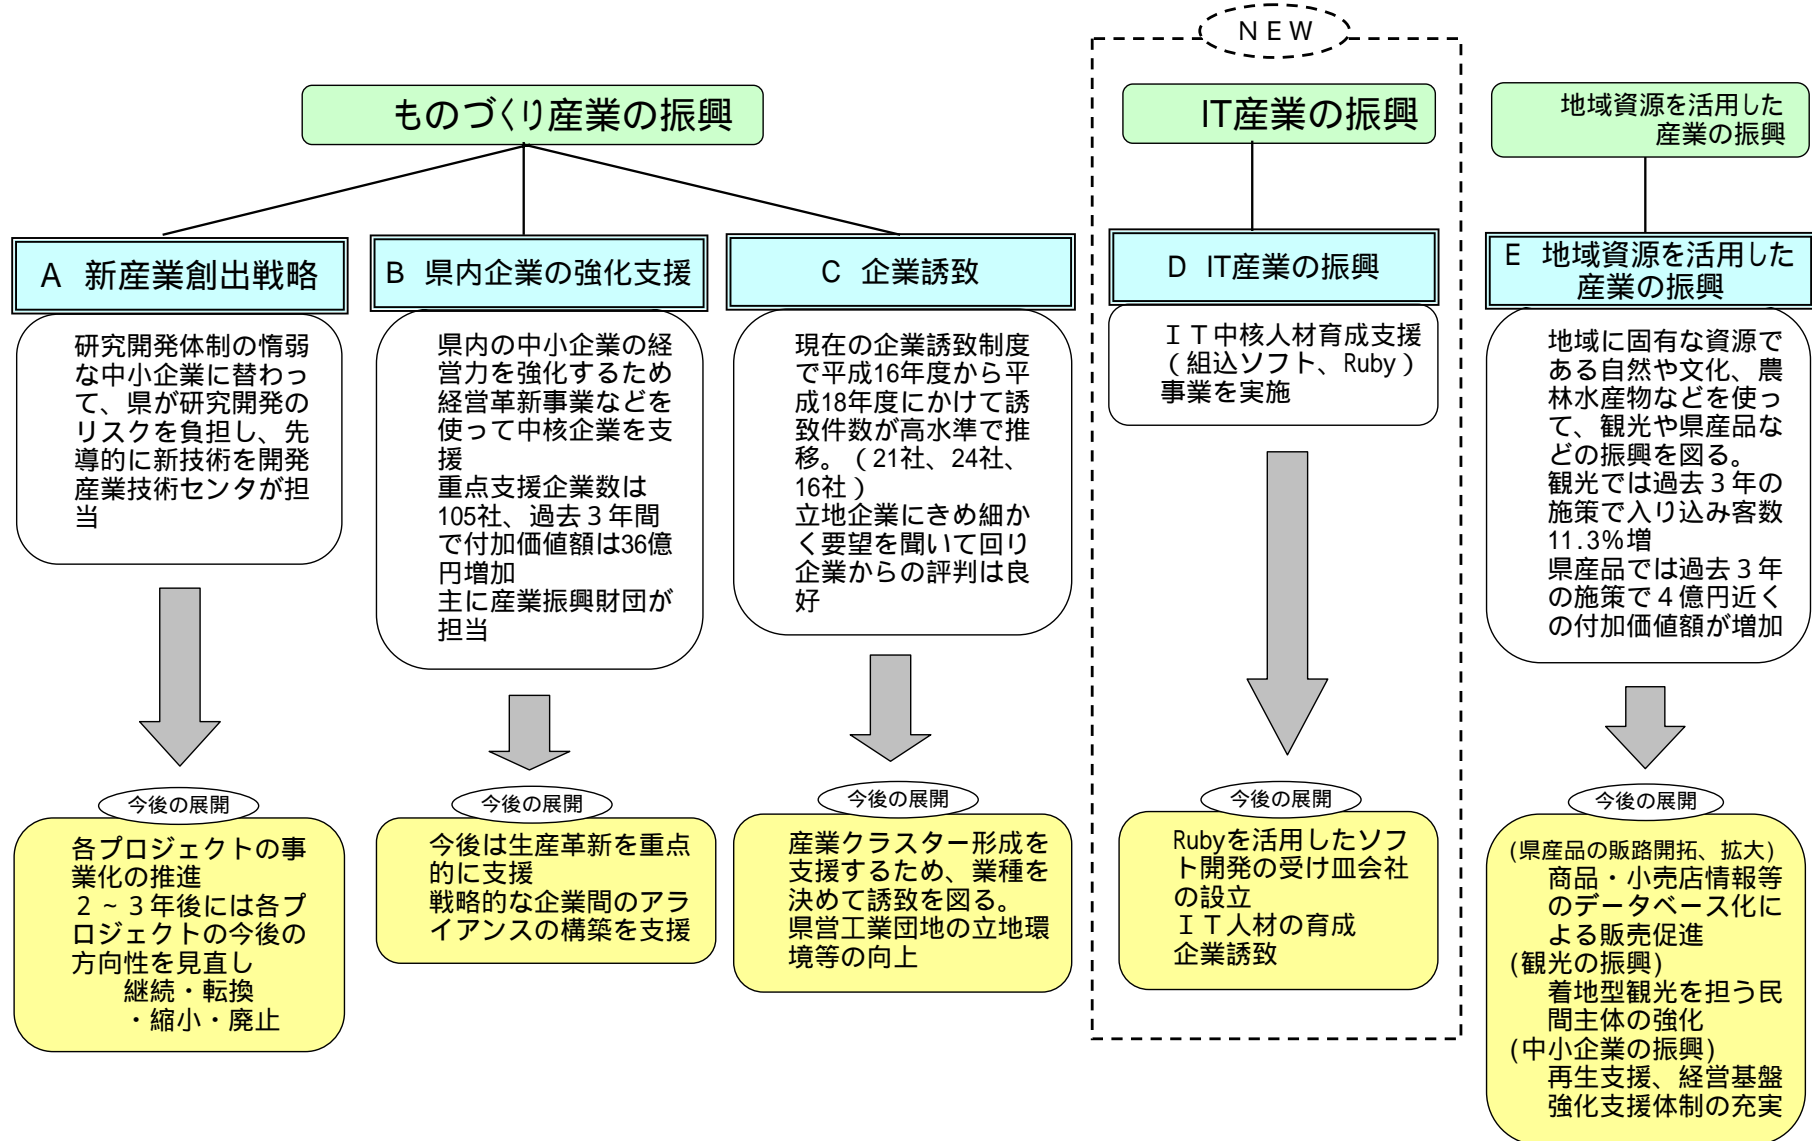 ＮＥＷ
ものづくり産業の振興
IT産業の振興
地域資源を活用した
産業の振興
A 新産業創出戦略
研究開発体制の惰弱
な中小企業に替わっ
て、県が研究開発の
リスクを負担し、先
導的に新技術を開発
産業技術センタが担
当
今後の展開
各プロジェクトの事
業化の推進
２～３年後には各プ
ロジェクトの今後の
方向性を見直し
継続・転換
・縮小・廃止
B 県内企業の強化支援
県内の中小企業の経
営力を強化するため
経営革新事業などを
使って中核企業を支
援
重点支援企業数は
105社、過去３年間
で付加価値額は36億
円増加
主に産業振興財団が
担当
今後の展開
今後は生産革新を重点
的に支援
戦略的な企業間のアラ
イアンスの構築を支援
C 企業誘致
現在の企業誘致制度
で平成16年度から平
成18年度にかけて誘
致件数が高水準で推
移。（21社、24社、
16社）
立地企業にきめ細か
く要望を聞いて回り
企業からの評判は良
好
今後の展開
産業クラスター形成を
支援するため、業種を
決めて誘致を図る。
県営工業団地の立地環
境等の向上
D IT産業の振興
ＩＴ中核人材育成支援
（組込ソフト、Ruby）
事業を実施
今後の展開
Rubyを活用したソフ
ト開発の受け皿会社
の設立
ＩＴ人材の育成
企業誘致
E 地域資源を活用した
産業の振興
地域に固有な資源で
ある自然や文化、農
林水産物などを使っ
て、観光や県産品な
どの振興を図る。
観光では過去３年の
施策で入り込み客数
11.3%増
県産品では過去３年
の施策で４億円近く
の付加価値額が増加
今後の展開
(県産品の販路開拓、拡大)
商品・小売店情報等
のデータベース化に
よる販売促進
(観光の振興)
着地型観光を担う民
間主体の強化
(中小企業の振興)
再生支援、経営基盤
強化支援体制の充実